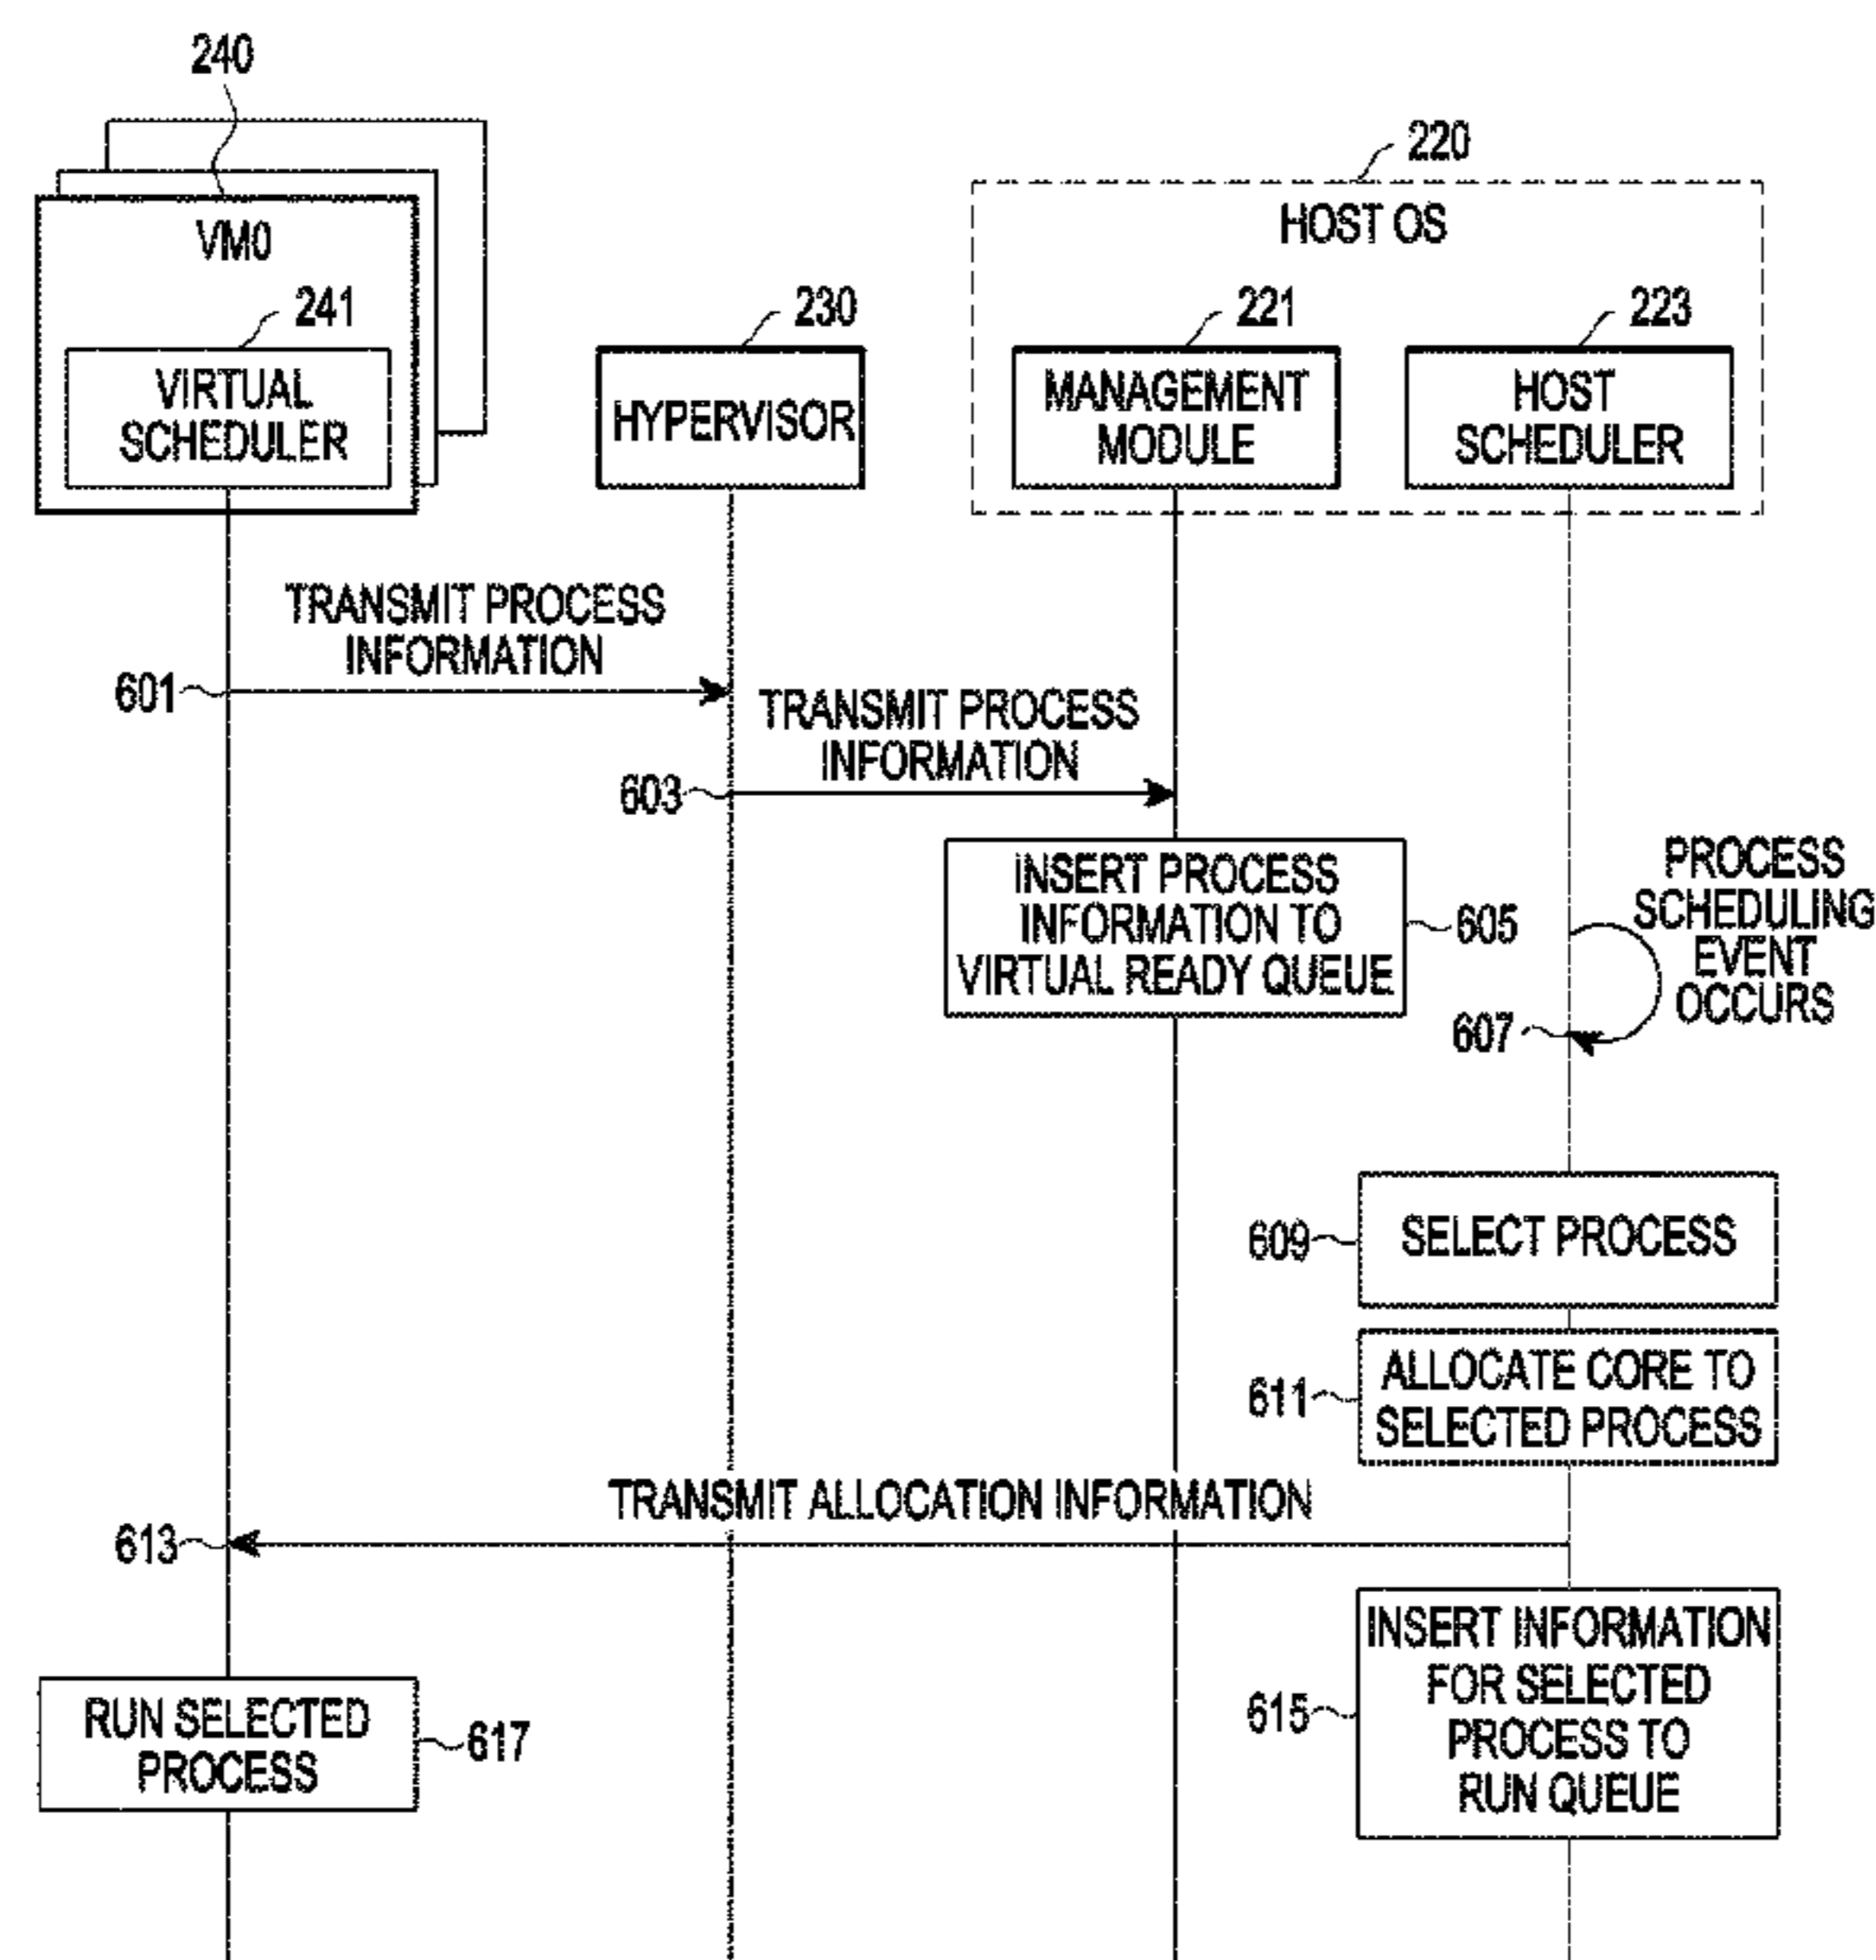 240
220
HOST OS
VM0
241
230
221
223
VIRTUAL
SCHEDULER
HYPERVISOR
MANAGEMENT
MODULE
HOST
SCHEDULER
TRANSMIT PROCESS
INFORMATION
601
TRANSMIT PROCESS
INFORMATION
603
INSERT PROCESS
INFORMATION TO
VIRTUAL READY QUEUE
605
PROCESS
SCHEDULING
EVENT
OCCURS
607
609
SELECT PROCESS
611
ALLOCATE CORE TO
SELECTED PROCESS
TRANSMIT ALLOCATION INFORMATION
613
615
INSERT INFORMATION
FOR SELECTED
PROCESS TO
RUN QUEUE
RUN SELECTED
PROCESS
617